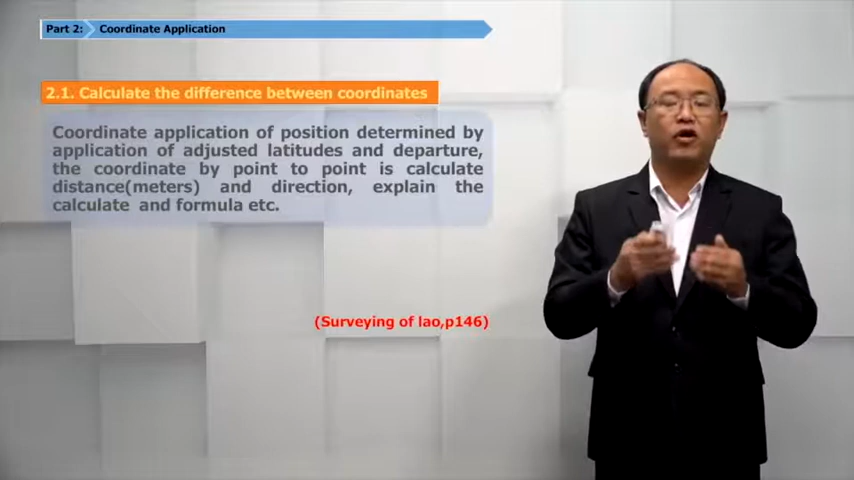 Part 2: Coordinate Application
2.1. Calculate the difference between coordinates
Coordinate application of position determined by
application of adjusted latitudes and departure,
the coordinate by point to point is calculate
distance(meters) and direction, explain the
calculate and formula etc.
(Surveying of lao,p146)